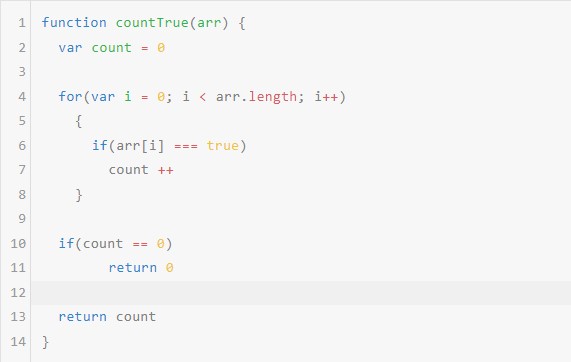 1 function countTrue(arr) {
2 var count = 0
3
4 for(var i = 0; i < arr.length; i++)
5 {
6 if(arr[i] === true)
7 count ++
8 }
9
10 if(count == 0)
11 return 0
12
13 return count
14 }